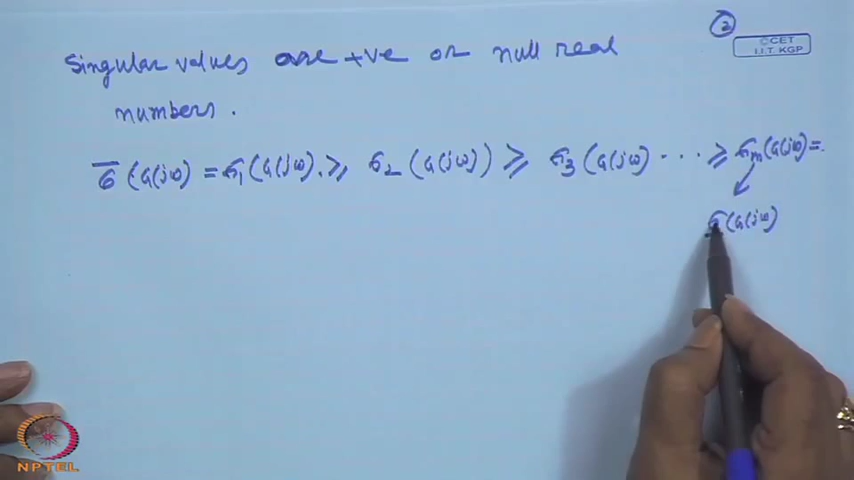 ②
©CET
I.I.T. KGP
Singular values are +ve or null real
numbers.
σ̅ (G(jω) = σ₁(G(jω). ⩾ σ₂ (G(jω)) ⩾ σ₃ (G(jω) · · · ⩾ σₘ(G(jω) =
σ(G(jω)
NPTEL